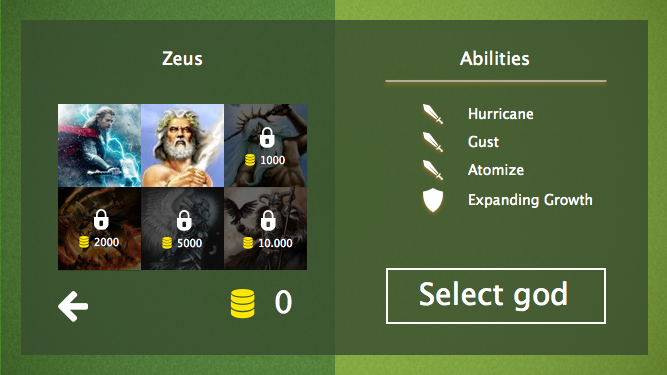 Zeus
1000
2000
5000
10.000
0
Abilities
Hurricane
Gust
Atomize
Expanding Growth
Select god